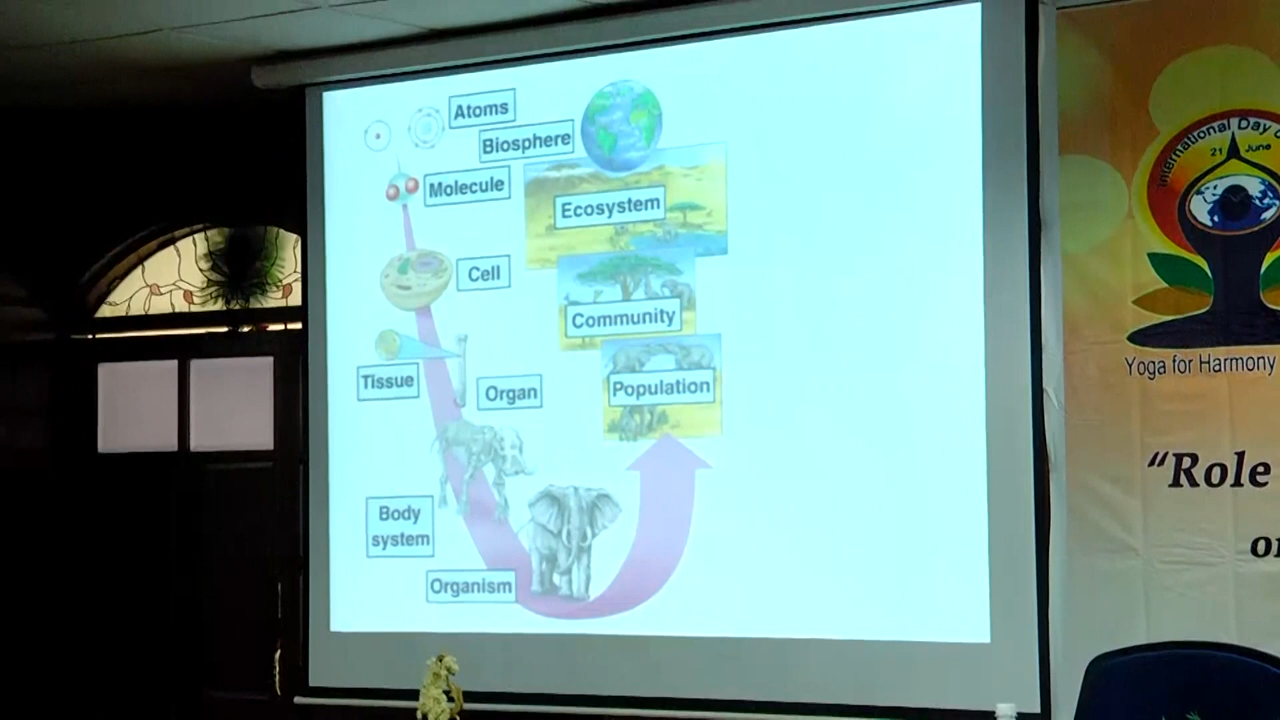 Atoms
Biosphere
Molecule
Ecosystem
Cell
Community
Tissue
Organ
Population
Body
system
Organism
International Day
21 June
Yoga for Harmony
“Role